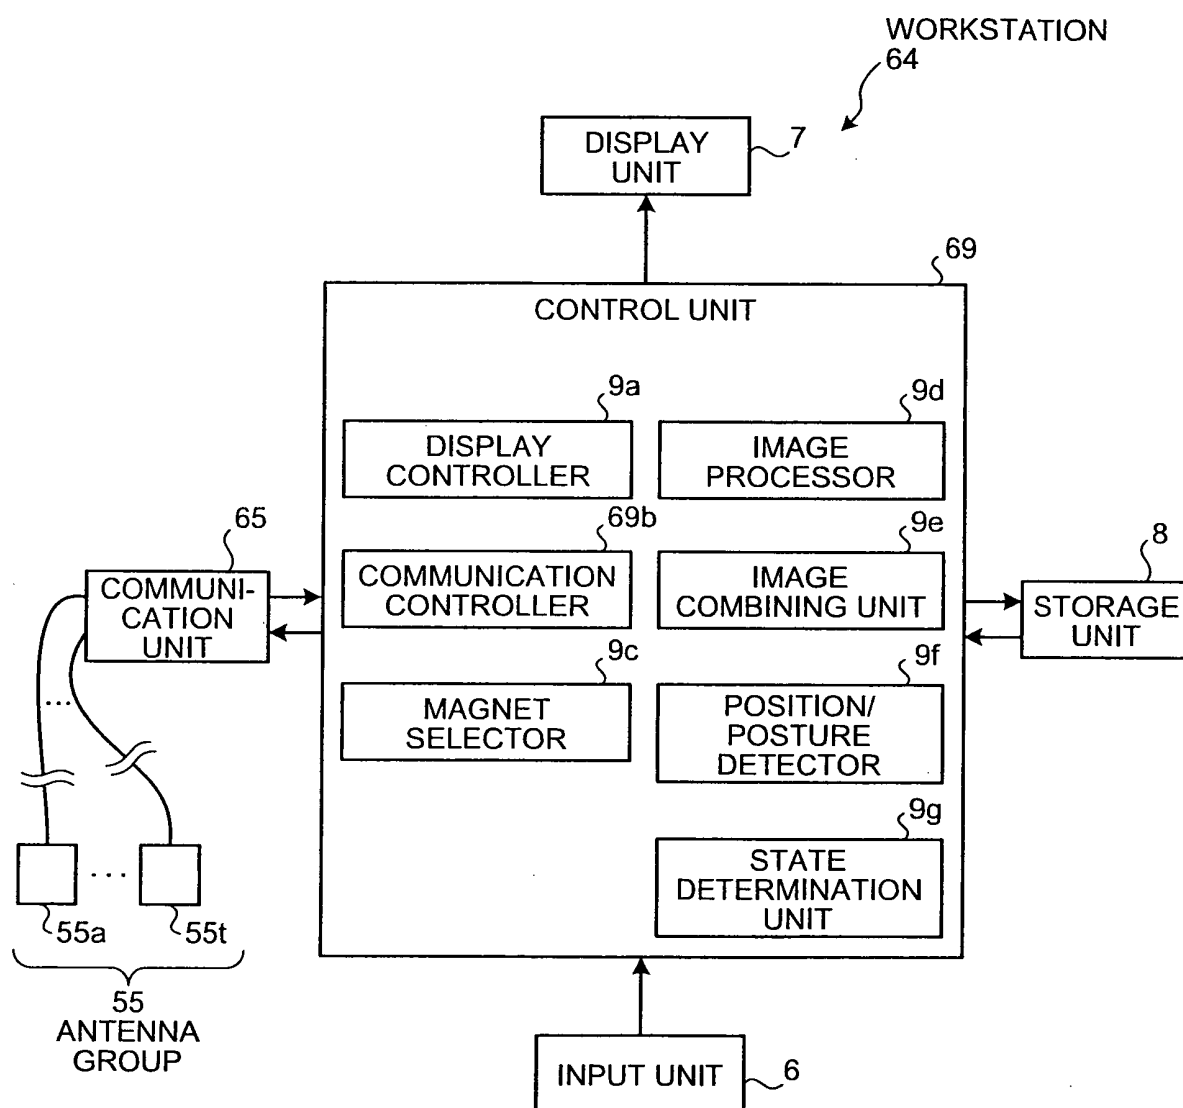 WORKSTATION
64
DISPLAY
UNIT
7
69
CONTROL UNIT
9a
DISPLAY
CONTROLLER
9d
IMAGE
PROCESSOR
65
COMMUNI-
CATION
UNIT
69b
COMMUNICATION
CONTROLLER
9e
IMAGE
COMBINING UNIT
8
STORAGE
UNIT
9c
MAGNET
SELECTOR
9f
POSITION/
POSTURE
DETECTOR
...
9g
STATE
DETERMINATION
UNIT
...
55a
55t
55
ANTENNA
GROUP
INPUT UNIT
6